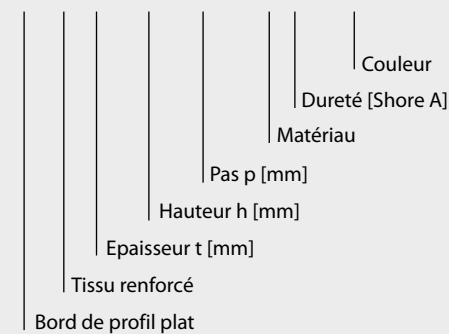 Couleur
Dureté [Shore A]
Matériau
Pas p [mm]
Hauteur h [mm]
Epaisseur t [mm]
Tissu renforcé
Bord de profil plat